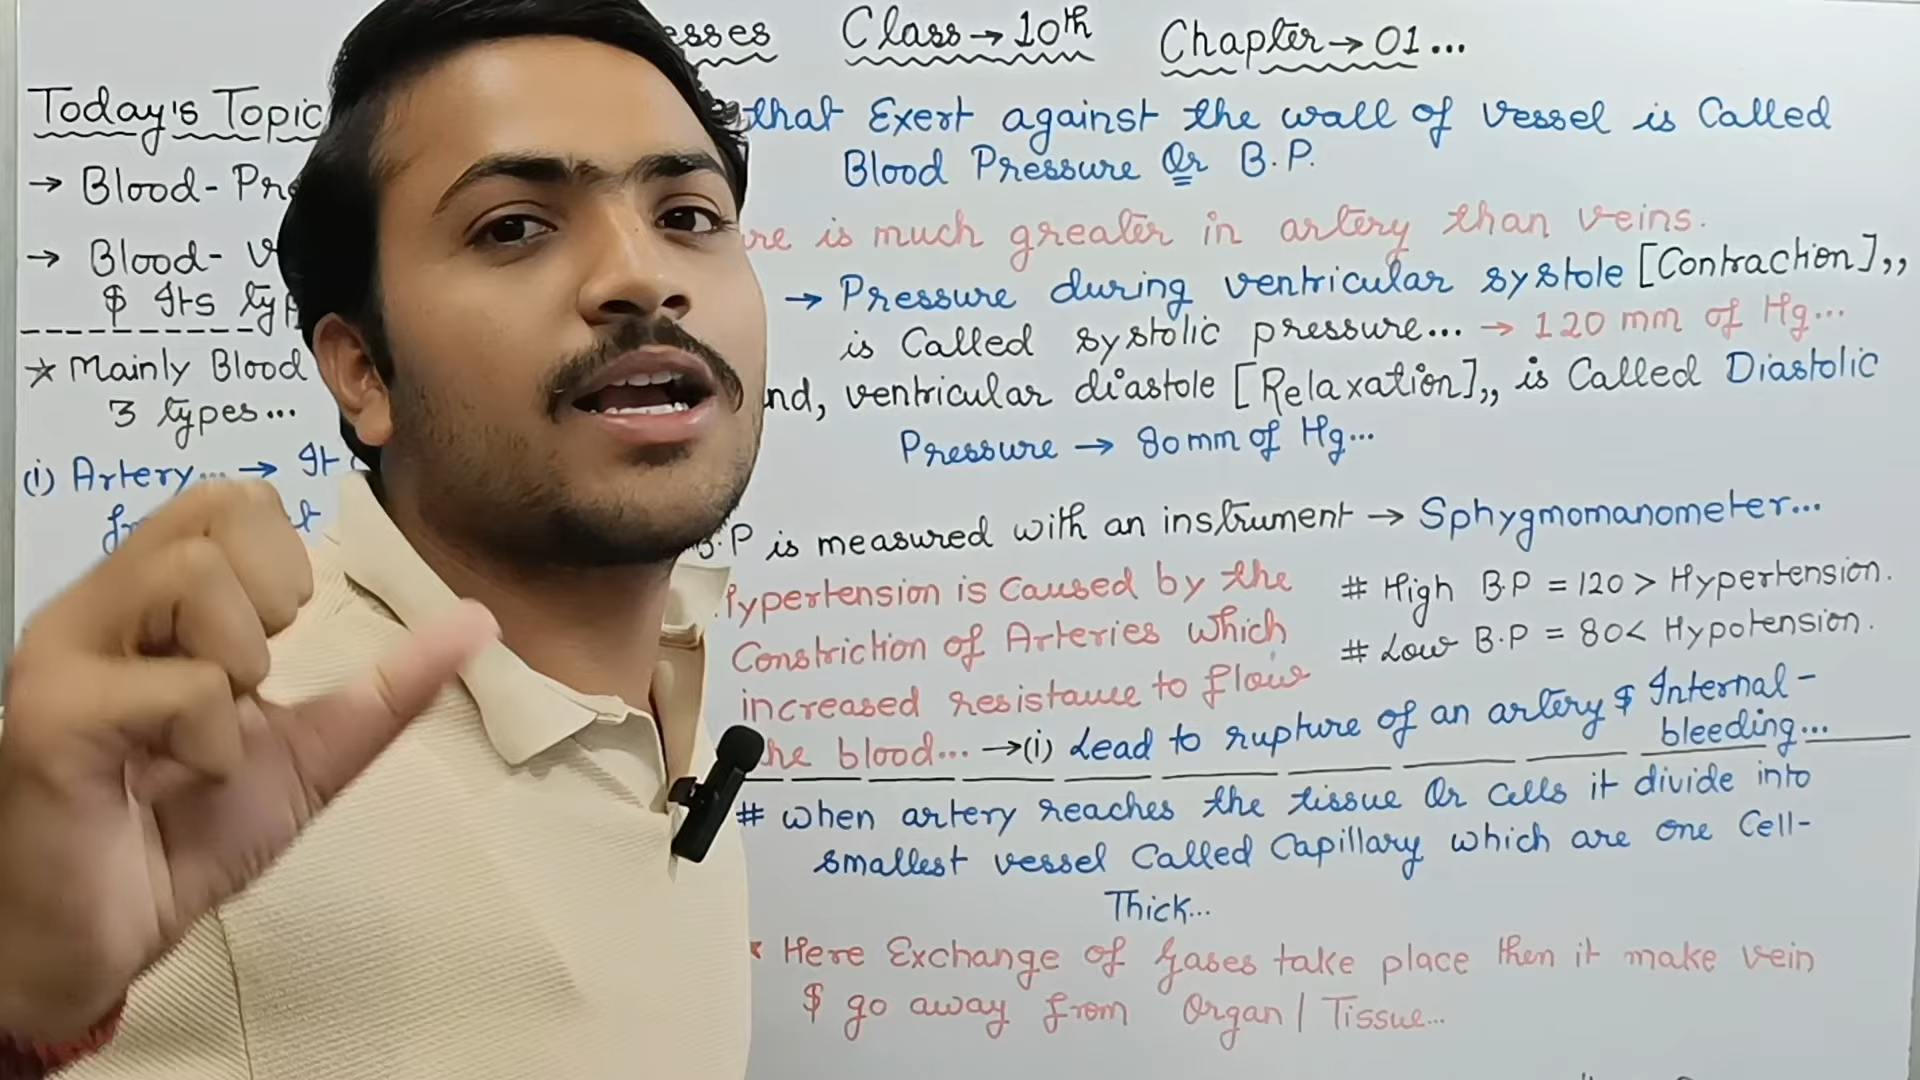 esses Class→10th Chapter→01...
Today's Topic
→ Blood-Pre
→ Blood-V
$ Its typ
★ Mainly Blood
3 types...
(i) Artery...→ It
that Exert against the wall of vessel is Called
Blood Pressure Or B.P.
ure is much greater in artery than veins.
→ Pressure during ventricular systole [Contraction],,
is Called systolic pressure... → 120 mm of Hg...
nd, ventricular diastole [Relaxation],, is Called Diastolic
Pressure → 80mm of Hg...
B.P is measured with an instrument → Sphygmomanometer...
Hypertension is Caused by the
Constriction of Arteries which
increased resistance to flow
the blood... →(i) Lead to rupture of an artery $ Internal-
bleeding...
# High B.P = 120 > Hypertension.
# Low B.P = 80< Hypotension.
# when artery reaches the tissue Or Cells it divide into
smallest vessel Called Capillary which are one Cell-
Thick...
* Here Exchange of gases take place then it make vein
$ go away from Organ/Tissue...